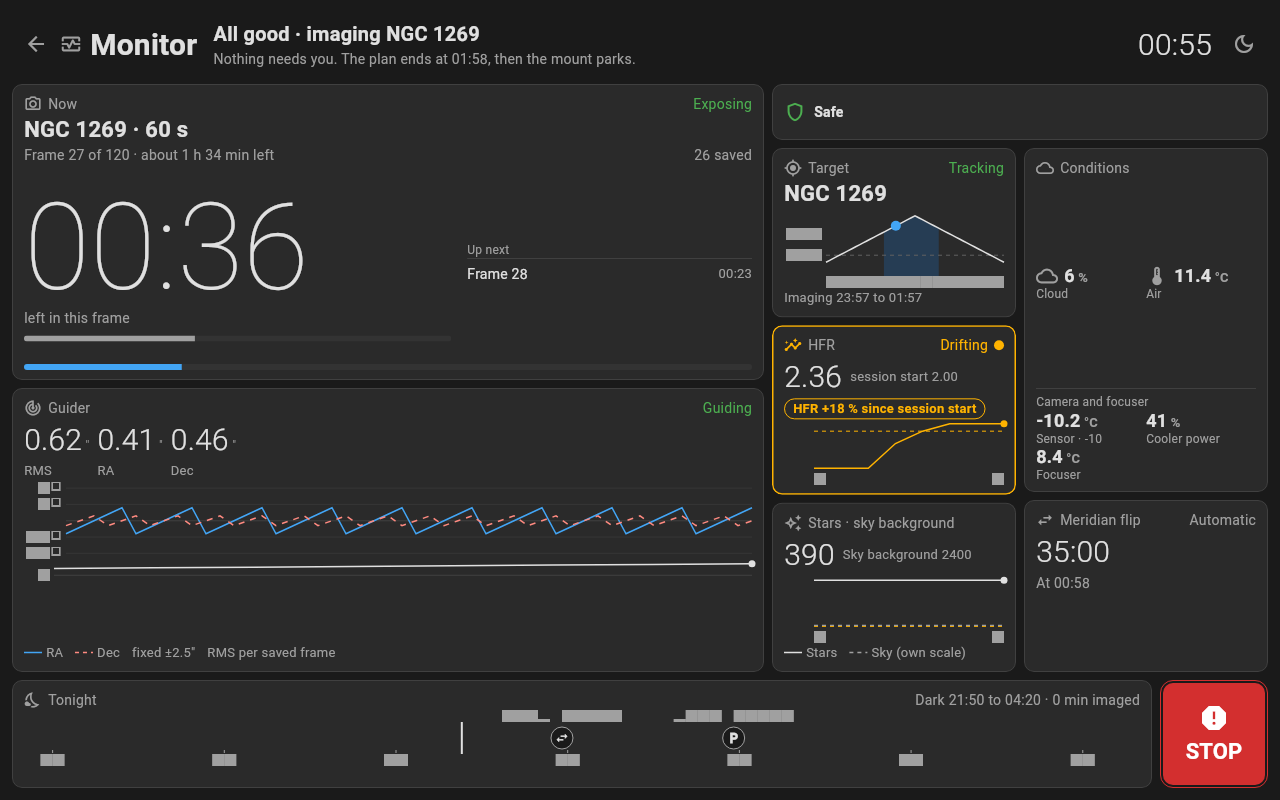 Monitor
All good · imaging NGC 1269
Nothing needs you. The plan ends at 01:58, then the mount parks.
00:55
Now
Exposing
NGC 1269 · 60 s
Frame 27 of 120 · about 1 h 34 min left
26 saved
00:36
left in this frame
Up next
Frame 28
00:23
Safe
Target
Tracking
NGC 1269
Imaging 23:57 to 01:57
Conditions
6 %
Cloud
11.4 °C
Air
Camera and focuser
-10.2 °C
Sensor · -10
41 %
Cooler power
8.4 °C
Focuser
HFR
Drifting
2.36
session start 2.00
HFR +18 % since session start
Guider
Guiding
0.62" 0.41" 0.46"
RMS
RA
Dec
RA
Dec
fixed ±2.5"
RMS per saved frame
Stars · sky background
390
Sky background 2400
Stars
Sky (own scale)
Meridian flip
Automatic
35:00
At 00:58
Tonight
Dark 21:50 to 04:20 · 0 min imaged
P
STOP